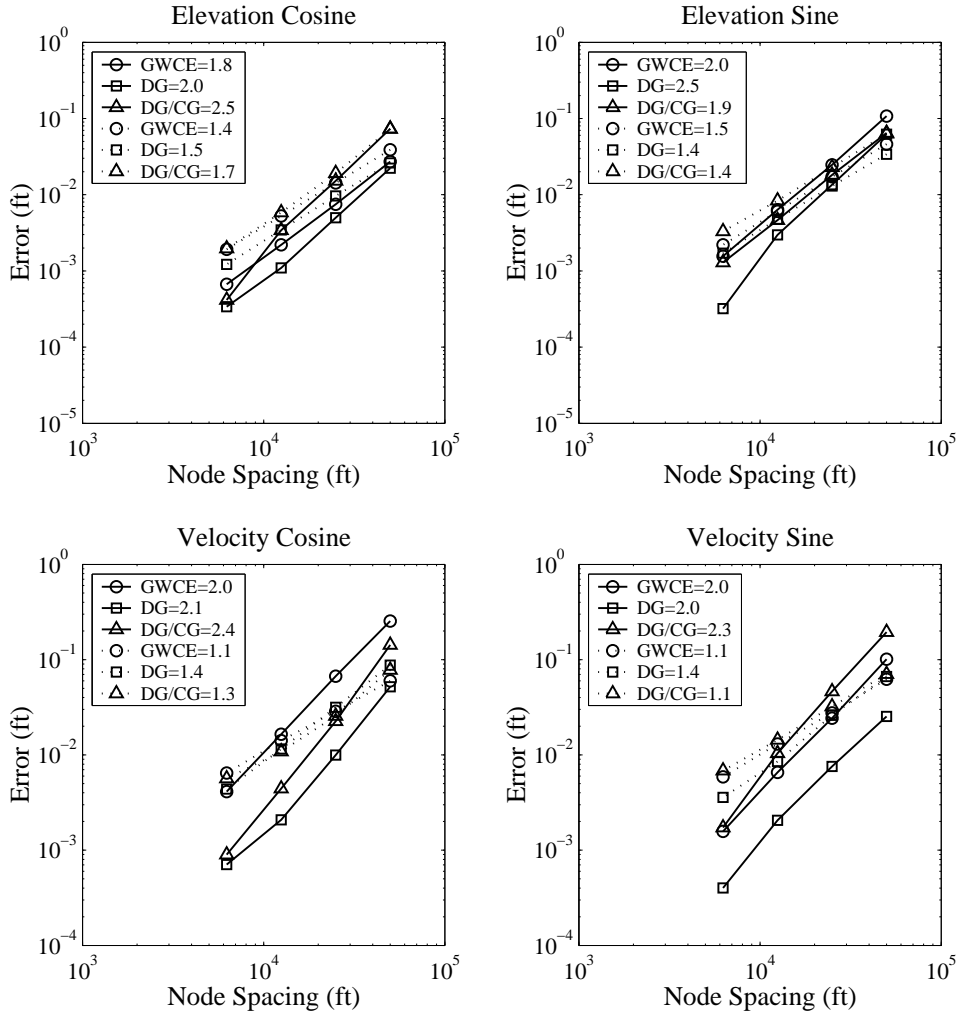 Elevation Cosine
10^0
10^-1
10^-2
10^-3
10^-4
10^-5
Error (ft)
GWCE=1.8
DG=2.0
DG/CG=2.5
GWCE=1.4
DG=1.5
DG/CG=1.7
10^3
10^4
10^5
Node Spacing (ft)
Elevation Sine
10^0
10^-1
10^-2
10^-3
10^-4
10^-5
Error (ft)
GWCE=2.0
DG=2.5
DG/CG=1.9
GWCE=1.5
DG=1.4
DG/CG=1.4
10^3
10^4
10^5
Node Spacing (ft)
Velocity Cosine
10^0
10^-1
10^-2
10^-3
10^-4
Error (ft)
GWCE=2.0
DG=2.1
DG/CG=2.4
GWCE=1.1
DG=1.4
DG/CG=1.3
10^3
10^4
10^5
Node Spacing (ft)
Velocity Sine
10^0
10^-1
10^-2
10^-3
10^-4
Error (ft)
GWCE=2.0
DG=2.0
DG/CG=2.3
GWCE=1.1
DG=1.4
DG/CG=1.1
10^3
10^4
10^5
Node Spacing (ft)